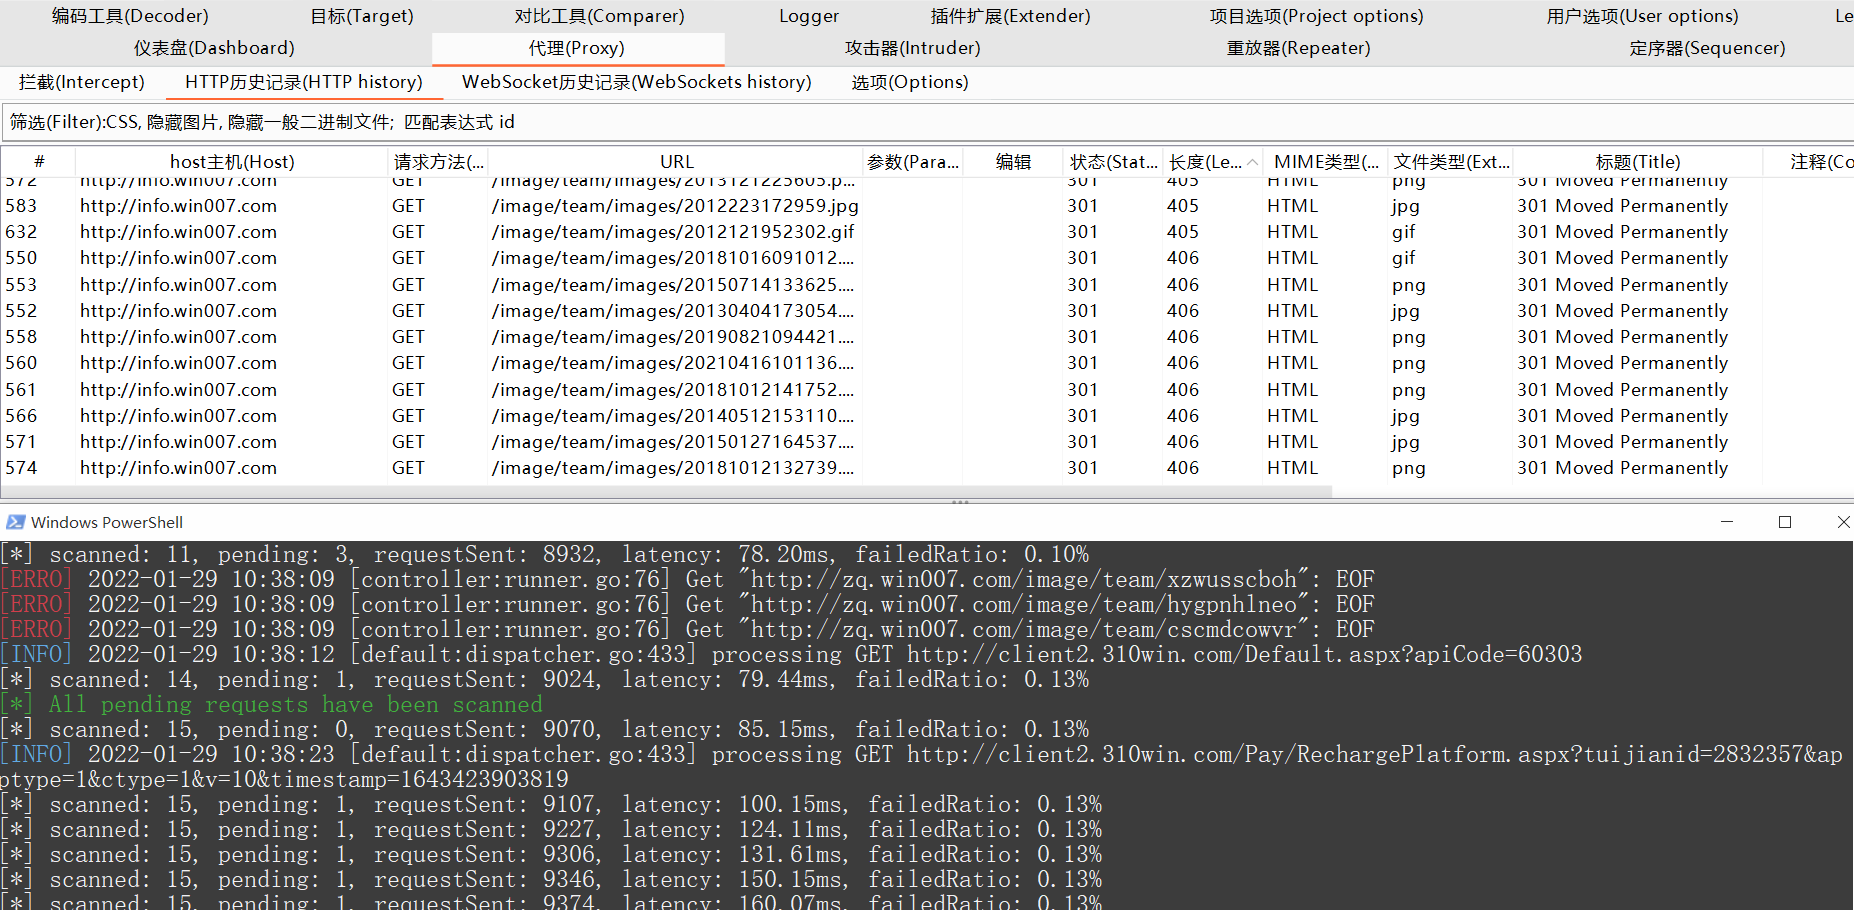 编码工具(Decoder) 目标(Target) 对比工具(Comparer) Logger 插件扩展(Extender) 项目选项(Project options) 用户选项(User options) Le
仪表盘(Dashboard) 代理(Proxy) 攻击器(Intruder) 重放器(Repeater) 定序器(Sequencer)
拦截(Intercept) HTTP历史记录(HTTP history) WebSocket历史记录(WebSockets history) 选项(Options)
筛选(Filter):CSS, 隐藏图片, 隐藏一般二进制文件; 匹配表达式 id
# host主机(Host) 请求方法(... URL 参数(Para... 编辑 状态(Stat... 长度(Le... MIME类型(... 文件类型(Ext... 标题(Title) 注释(Co
572 http://info.win007.com GET /image/team/images/2013121225605.p... 301 405 HTML png 301 Moved Permanently
583 http://info.win007.com GET /image/team/images/2012223172959.jpg 301 405 HTML jpg 301 Moved Permanently
632 http://info.win007.com GET /image/team/images/2012121952302.gif 301 405 HTML gif 301 Moved Permanently
550 http://info.win007.com GET /image/team/images/20181016091012.... 301 406 HTML gif 301 Moved Permanently
553 http://info.win007.com GET /image/team/images/20150714133625.... 301 406 HTML png 301 Moved Permanently
552 http://info.win007.com GET /image/team/images/20130404173054.... 301 406 HTML jpg 301 Moved Permanently
558 http://info.win007.com GET /image/team/images/20190821094421.... 301 406 HTML png 301 Moved Permanently
560 http://info.win007.com GET /image/team/images/20210416101136.... 301 406 HTML png 301 Moved Permanently
561 http://info.win007.com GET /image/team/images/20181012141752.... 301 406 HTML png 301 Moved Permanently
566 http://info.win007.com GET /image/team/images/20140512153110.... 301 406 HTML jpg 301 Moved Permanently
571 http://info.win007.com GET /image/team/images/20150127164537.... 301 406 HTML jpg 301 Moved Permanently
574 http://info.win007.com GET /image/team/images/20181012132739.... 301 406 HTML png 301 Moved Permanently
Windows PowerShell
[*] scanned: 11, pending: 3, requestSent: 8932, latency: 78.20ms, failedRatio: 0.10%
[ERRO] 2022-01-29 10:38:09 [controller:runner.go:76] Get "http://zq.win007.com/image/team/xzwusscboh": EOF
[ERRO] 2022-01-29 10:38:09 [controller:runner.go:76] Get "http://zq.win007.com/image/team/hygpnhlneo": EOF
[ERRO] 2022-01-29 10:38:09 [controller:runner.go:76] Get "http://zq.win007.com/image/team/cscmdcowvr": EOF
[INFO] 2022-01-29 10:38:12 [default:dispatcher.go:433] processing GET http://client2.310win.com/Default.aspx?apiCode=60303
[*] scanned: 14, pending: 1, requestSent: 9024, latency: 79.44ms, failedRatio: 0.13%
[*] All pending requests have been scanned
[*] scanned: 15, pending: 0, requestSent: 9070, latency: 85.15ms, failedRatio: 0.13%
[INFO] 2022-01-29 10:38:23 [default:dispatcher.go:433] processing GET http://client2.310win.com/Pay/RechargePlatform.aspx?tuijianid=2832357&ap
ptype=1&ctype=1&v=10&timestamp=1643423903819
[*] scanned: 15, pending: 1, requestSent: 9107, latency: 100.15ms, failedRatio: 0.13%
[*] scanned: 15, pending: 1, requestSent: 9227, latency: 124.11ms, failedRatio: 0.13%
[*] scanned: 15, pending: 1, requestSent: 9306, latency: 131.61ms, failedRatio: 0.13%
[*] scanned: 15, pending: 1, requestSent: 9346, latency: 150.15ms, failedRatio: 0.13%
[*] scanned: 15, pending: 1, requestSent: 9374, latency: 160.07ms, failedRatio: 0.13%